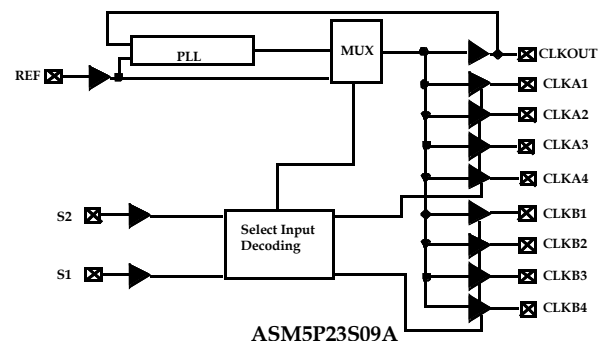 PLL
MUX
CLKOUT
REF
CLKA1
CLKA2
CLKA3
CLKA4
S2
Select Input
Decoding
CLKB1
CLKB2
S1
CLKB3
CLKB4
ASM5P23S09A